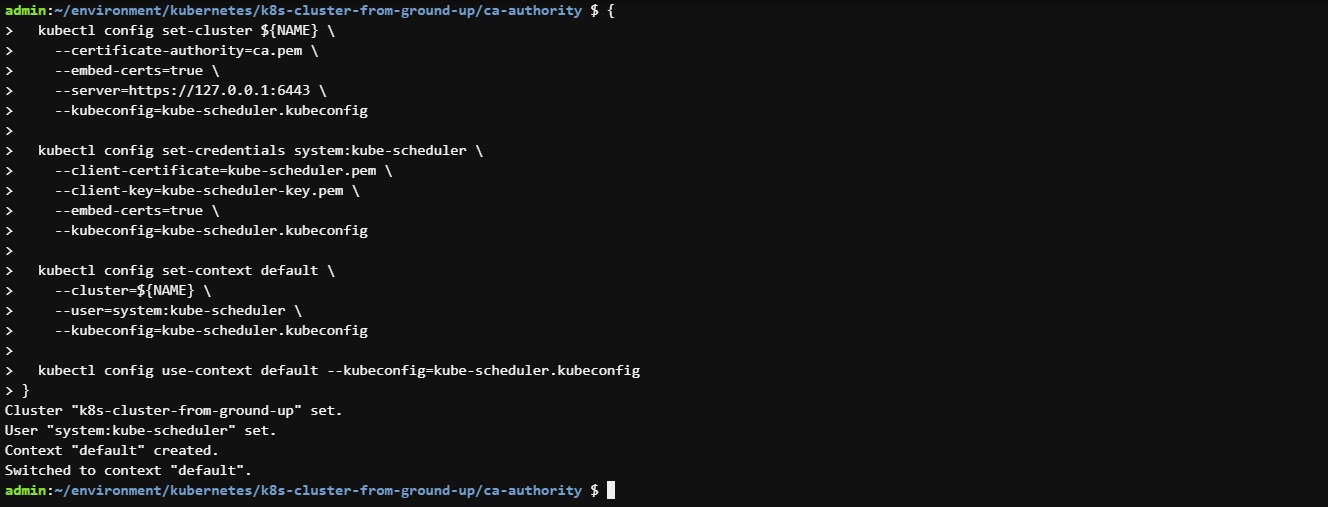 admin:~/environment/kubernetes/k8s-cluster-from-ground-up/ca-authority $ {
>   kubectl config set-cluster ${NAME} \
>     --certificate-authority=ca.pem \
>     --embed-certs=true \
>     --server=https://127.0.0.1:6443 \
>     --kubeconfig=kube-scheduler.kubeconfig
>
>   kubectl config set-credentials system:kube-scheduler \
>     --client-certificate=kube-scheduler.pem \
>     --client-key=kube-scheduler-key.pem \
>     --embed-certs=true \
>     --kubeconfig=kube-scheduler.kubeconfig
>
>   kubectl config set-context default \
>     --cluster=${NAME} \
>     --user=system:kube-scheduler \
>     --kubeconfig=kube-scheduler.kubeconfig
>
>   kubectl config use-context default --kubeconfig=kube-scheduler.kubeconfig
> }
Cluster "k8s-cluster-from-ground-up" set.
User "system:kube-scheduler" set.
Context "default" created.
Switched to context "default".
admin:~/environment/kubernetes/k8s-cluster-from-ground-up/ca-authority $